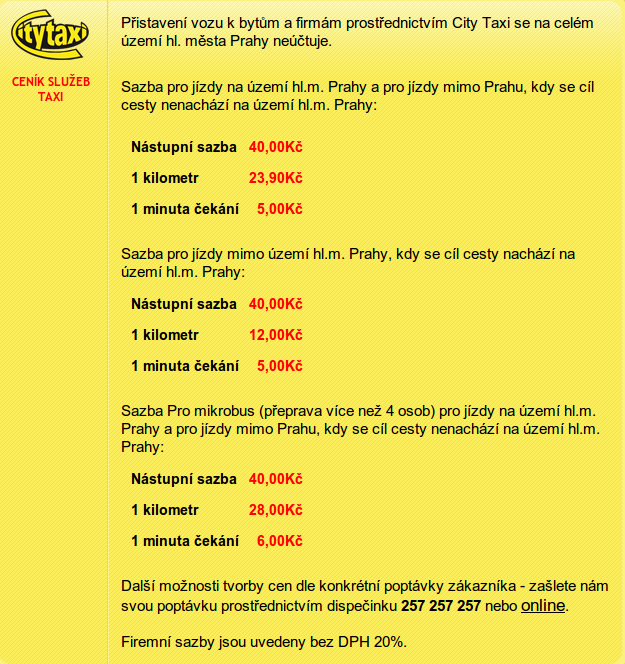 citytaxi
CENÍK SLUŽEB
TAXI
Přistavení vozu k bytům a firmám prostřednictvím City Taxi se na celém
území hl. města Prahy neúčtuje.
Sazba pro jízdy na území hl.m. Prahy a pro jízdy mimo Prahu, kdy se cíl
cesty nenachází na území hl.m. Prahy:
Nástupní sazba 40,00Kč
1 kilometr 23,90Kč
1 minuta čekání 5,00Kč
Sazba pro jízdy mimo území hl.m. Prahy, kdy se cíl cesty nachází na
území hl.m. Prahy:
Nástupní sazba 40,00Kč
1 kilometr 12,00Kč
1 minuta čekání 5,00Kč
Sazba Pro mikrobus (přeprava více než 4 osob) pro jízdy na území hl.m.
Prahy a pro jízdy mimo Prahu, kdy se cíl cesty nenachází na území hl.m.
Prahy:
Nástupní sazba 40,00Kč
1 kilometr 28,00Kč
1 minuta čekání 6,00Kč
Další možnosti tvorby cen dle konkrétní poptávky zákazníka - zašlete nám
svou poptávku prostřednictvím dispečinku 257 257 257 nebo online.
Firemní sazby jsou uvedeny bez DPH 20%.